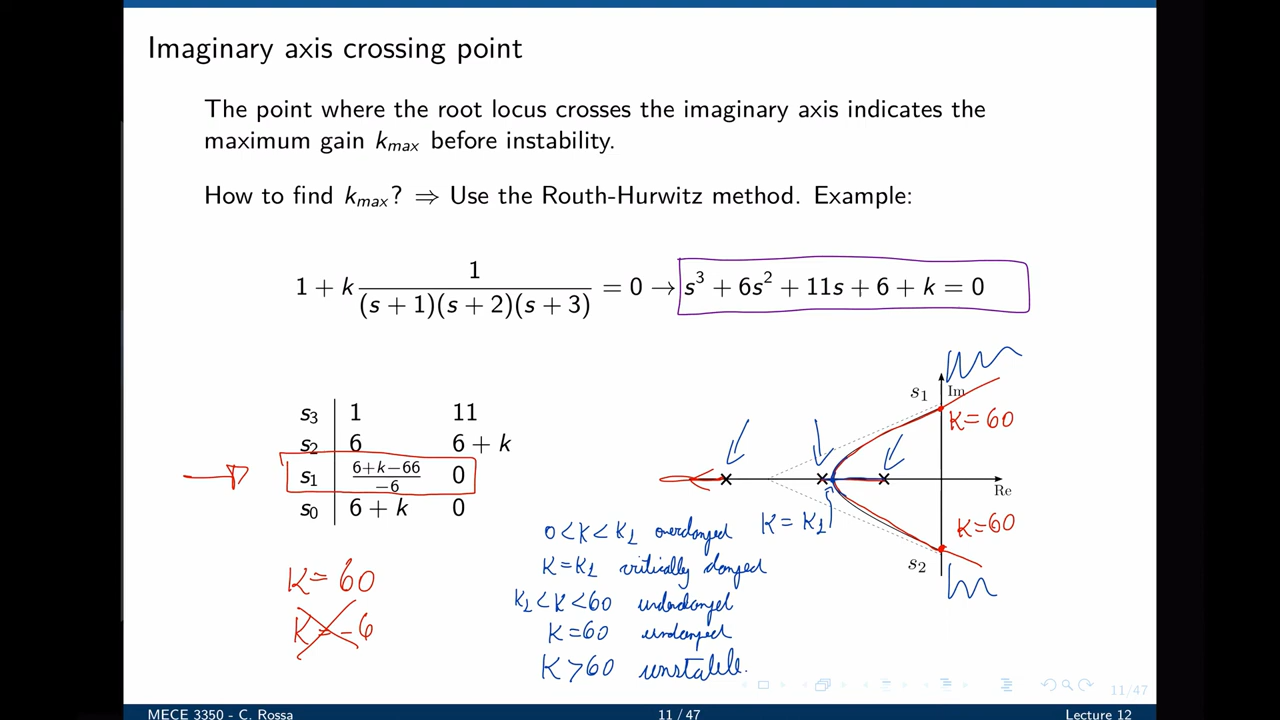 Imaginary axis crossing point
The point where the root locus crosses the imaginary axis indicates the
maximum gain k_max before instability.
How to find k_max? ⇒ Use the Routh-Hurwitz method. Example:
1 + k 1/((s + 1)(s + 2)(s + 3)) = 0 → s³ + 6s² + 11s + 6 + k = 0
s₃ 1 11
s₂ 6 6 + k
s₁ (6+k−66)/−6 0
s₀ 6 + k 0
K = 60
K = -6
s₁
Im
K = 60
Re
K = K₁
K = 60
s₂
0 < K < K₁ overdamped
K = K₁ critically damped
K₁ < K < 60 underdamped
K = 60 undamped
K > 60 unstable.
11/47
MECE 3350 - C. Rossa 11 / 47 Lecture 12